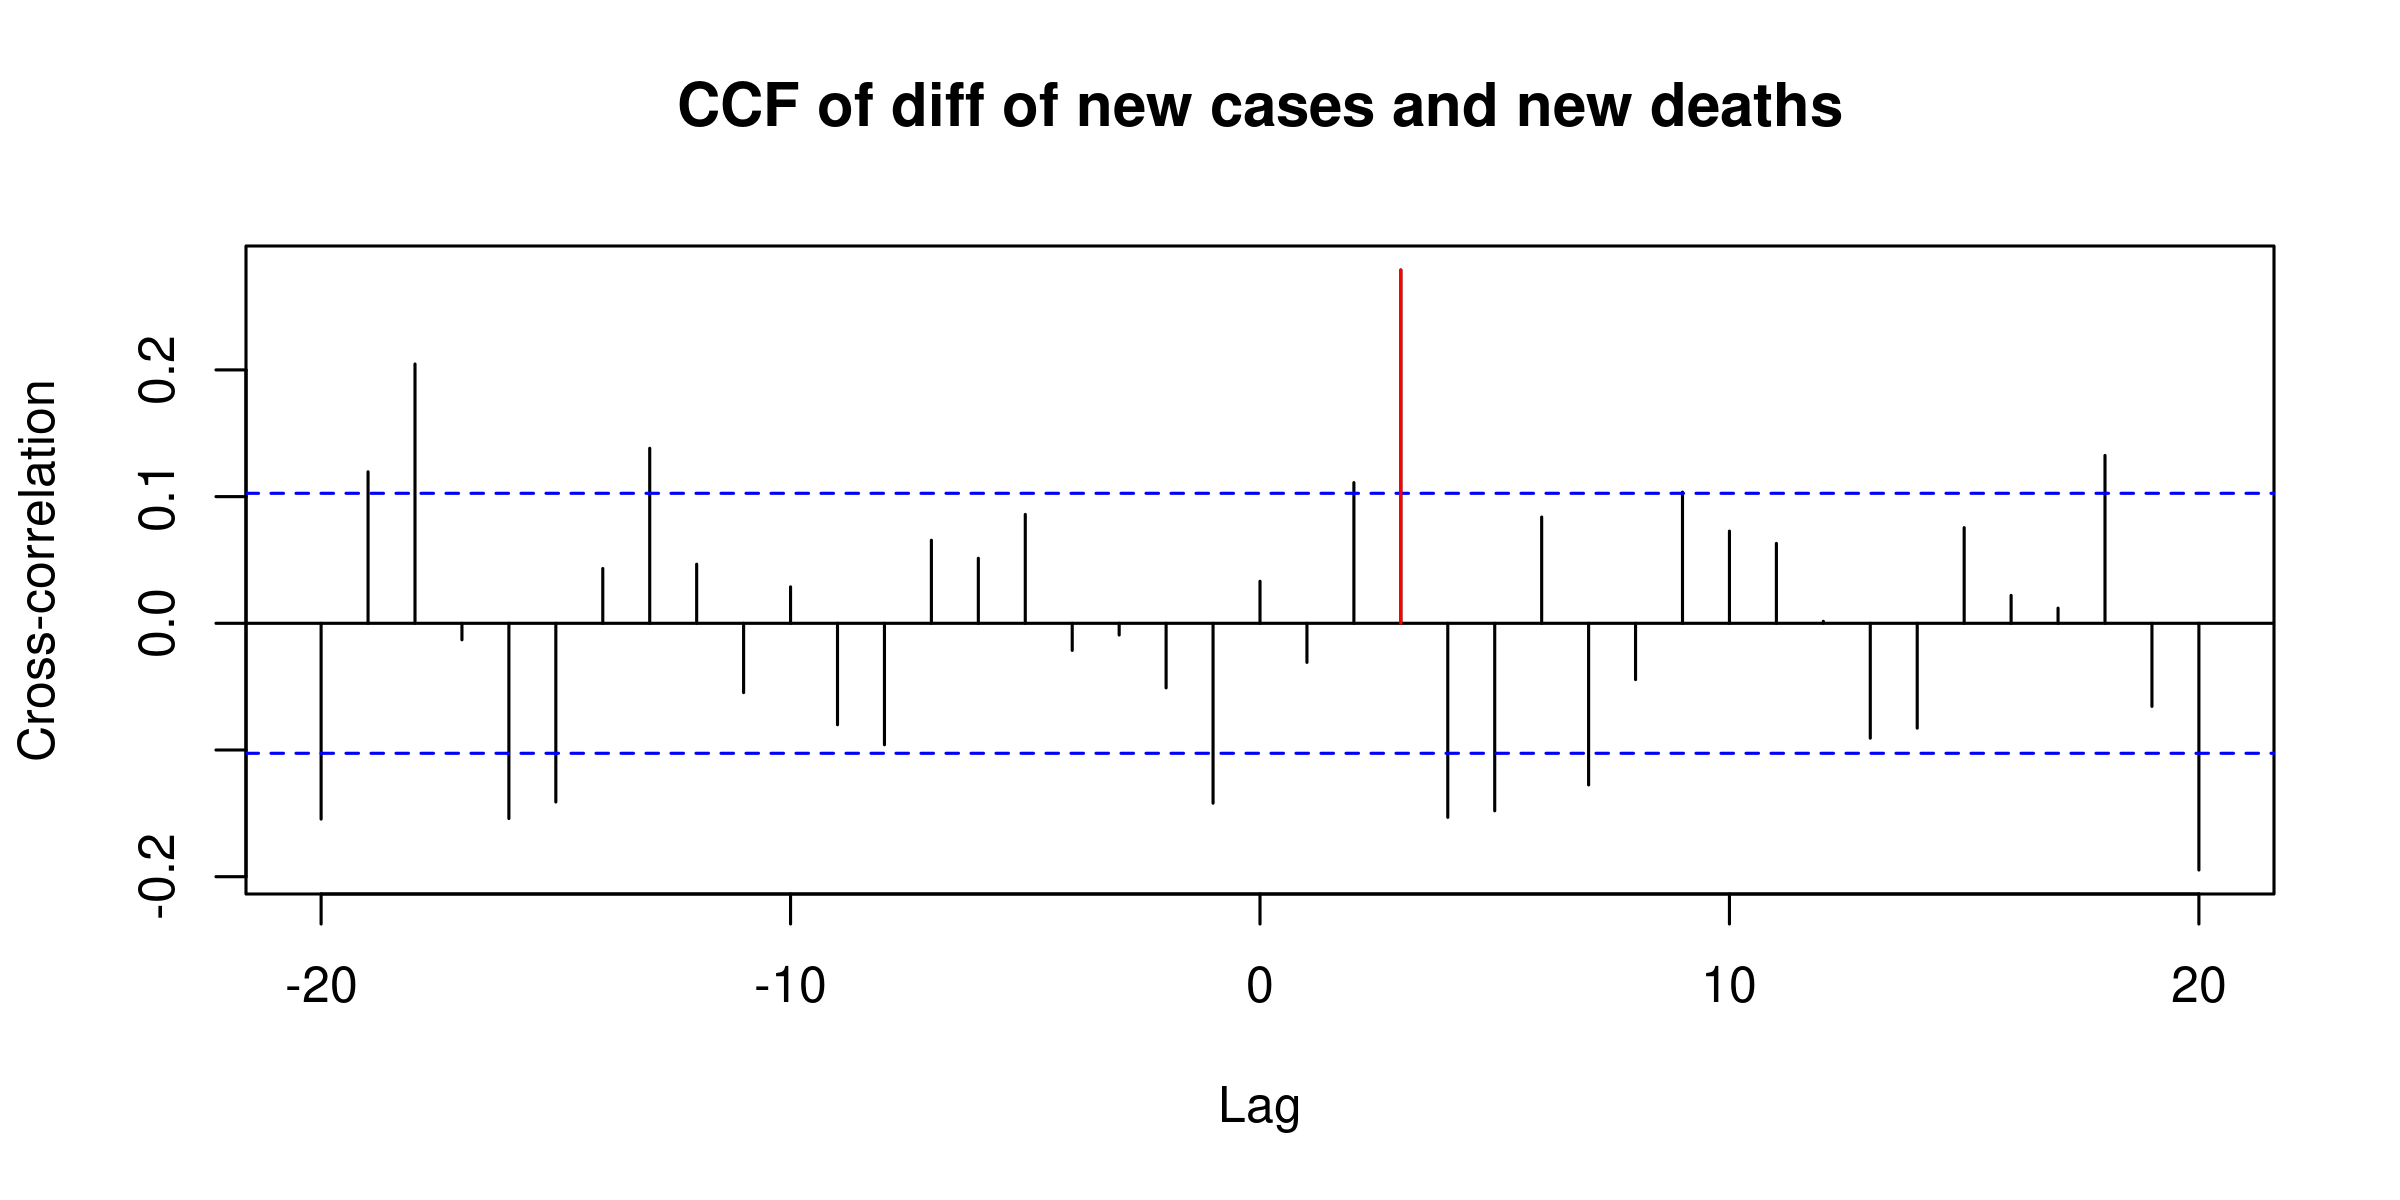 CCF of diff of new cases and new deaths
Cross-correlation
0.2
0.1
0.0
-0.2
-20 -10 0 10 20
Lag